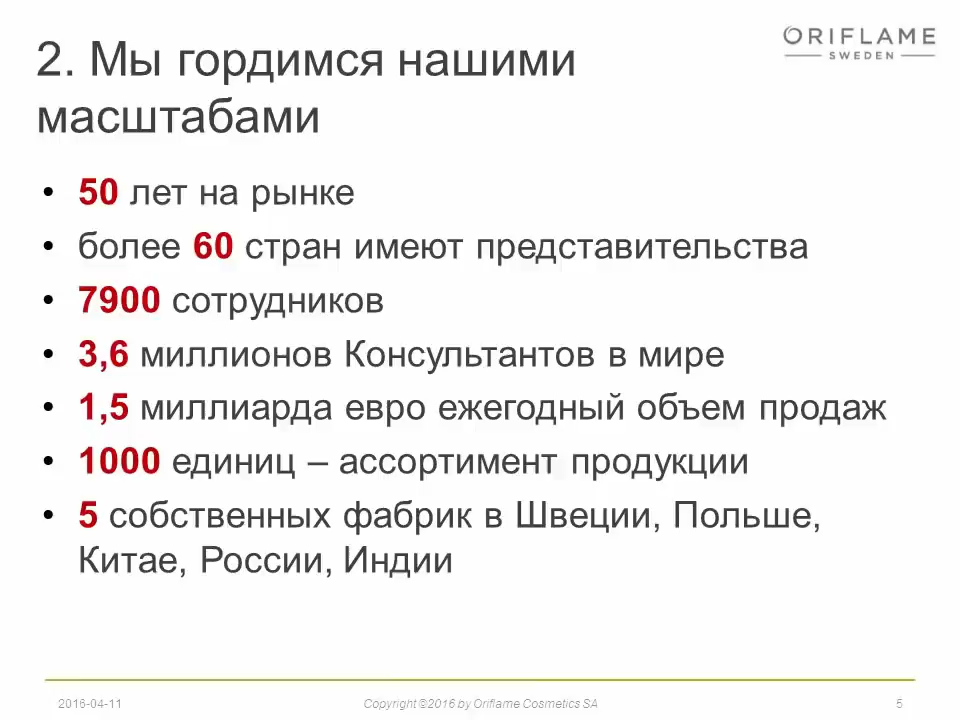 2. Мы гордимся нашими
масштабами
ORIFLAME
SWEDEN
• 50 лет на рынке
• более 60 стран имеют представительства
• 7900 сотрудников
• 3,6 миллионов Консультантов в мире
• 1,5 миллиарда евро ежегодный объем продаж
• 1000 единиц – ассортимент продукции
• 5 собственных фабрик в Швеции, Польше,
Китае, России, Индии
2016-04-11
Copyright ©2016 by Oriflame Cosmetics SA
5